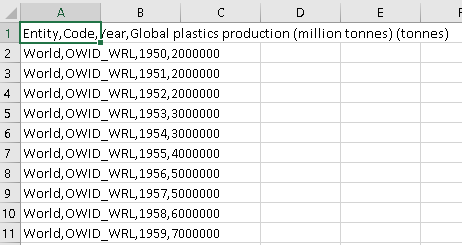 A B C D E F
1 Entity,Code,Year,Global plastics production (million tonnes) (tonnes)
2 World,OWID_WRL,1950,2000000
3 World,OWID_WRL,1951,2000000
4 World,OWID_WRL,1952,2000000
5 World,OWID_WRL,1953,3000000
6 World,OWID_WRL,1954,3000000
7 World,OWID_WRL,1955,4000000
8 World,OWID_WRL,1956,5000000
9 World,OWID_WRL,1957,5000000
10 World,OWID_WRL,1958,6000000
11 World,OWID_WRL,1959,7000000